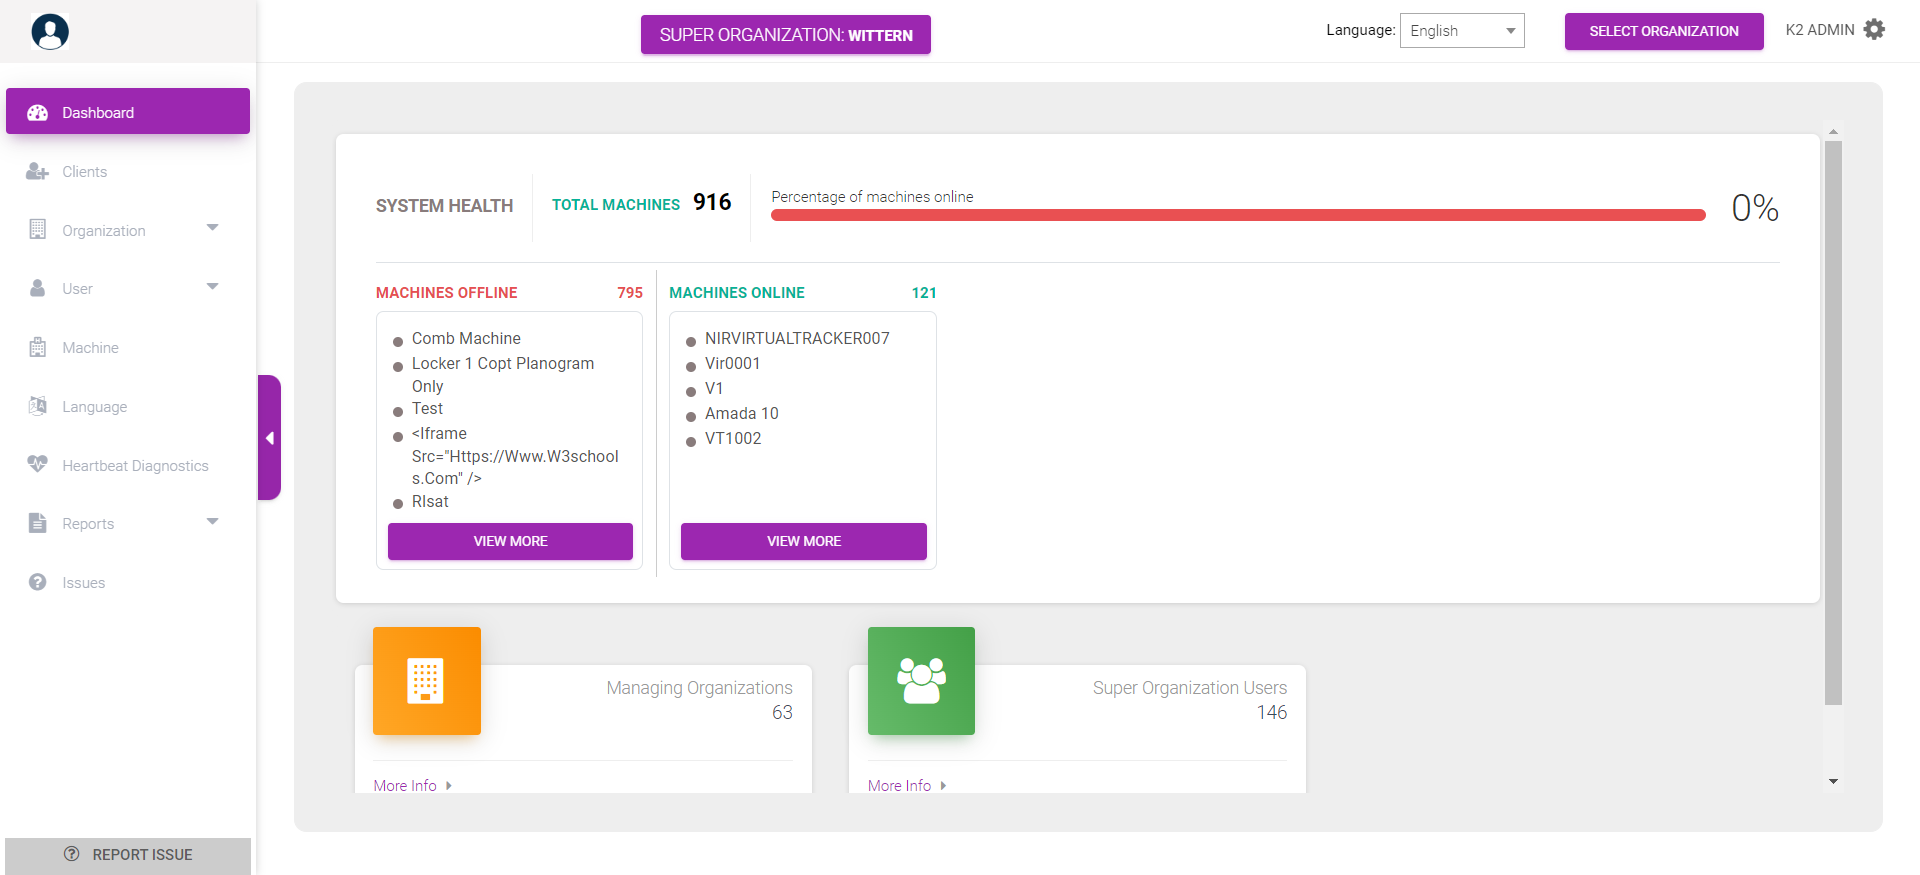 SUPER ORGANIZATION: WITTERN
Language: English
SELECT ORGANIZATION
K2 ADMIN
Dashboard
Clients
Organization
User
Machine
Language
Heartbeat Diagnostics
Reports
Issues
REPORT ISSUE
SYSTEM HEALTH
TOTAL MACHINES 916
Percentage of machines online
0%
MACHINES OFFLINE 795
Comb Machine
Locker 1 Copt Planogram
Only
Test
<Iframe
Src="Https://Www.W3school
s.Com" />
RIsat
VIEW MORE
MACHINES ONLINE 121
NIRVIRTUALTRACKER007
Vir0001
V1
Amada 10
VT1002
VIEW MORE
Managing Organizations
63
More Info
Super Organization Users
146
More Info